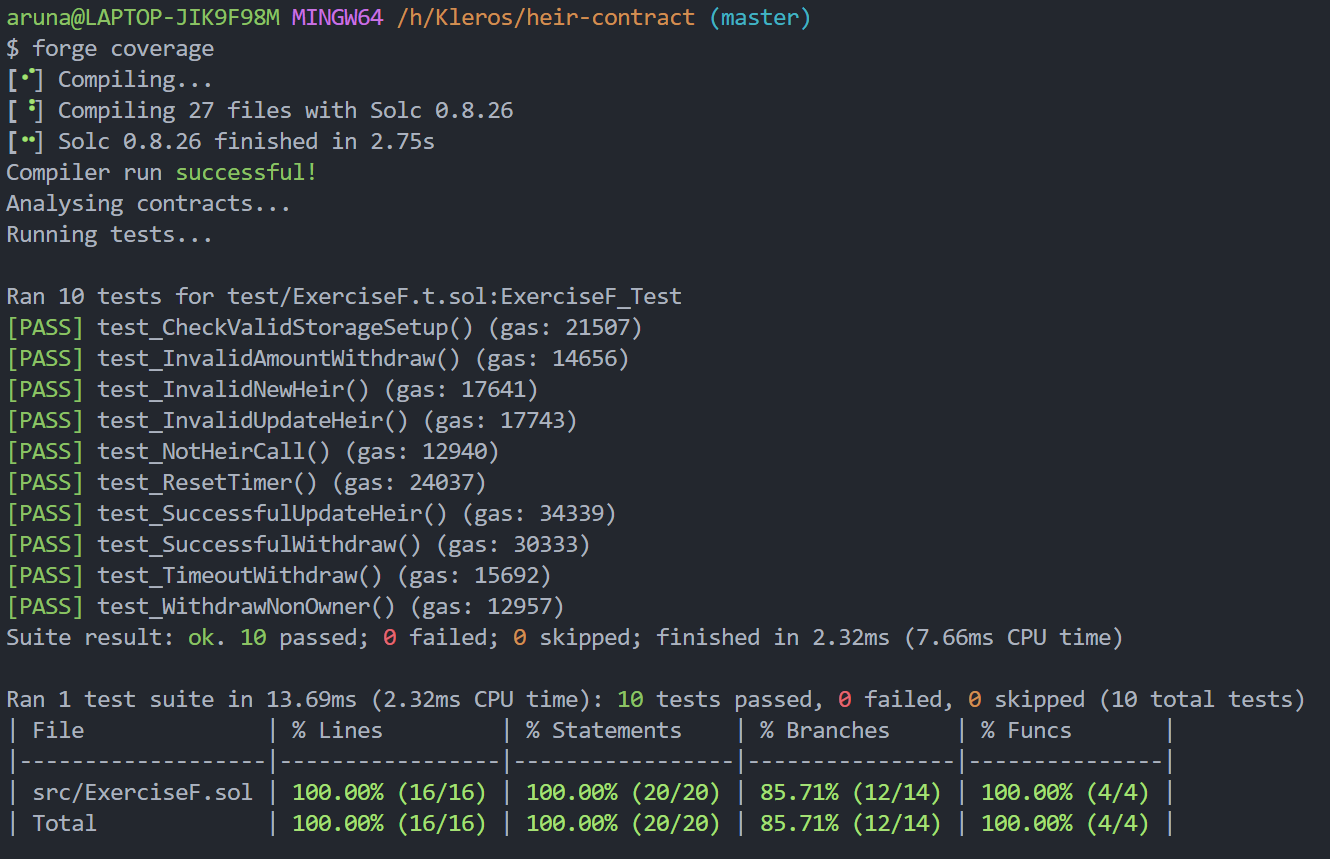 aruna@LAPTOP-JIK9F98M MINGW64 /h/Kleros/heir-contract (master)
$ forge coverage
[⠊] Compiling...
[⠘] Compiling 27 files with Solc 0.8.26
[⠒] Solc 0.8.26 finished in 2.75s
Compiler run successful!
Analysing contracts...
Running tests...

Ran 10 tests for test/ExerciseF.t.sol:ExerciseF_Test
[PASS] test_CheckValidStorageSetup() (gas: 21507)
[PASS] test_InvalidAmountWithdraw() (gas: 14656)
[PASS] test_InvalidNewHeir() (gas: 17641)
[PASS] test_InvalidUpdateHeir() (gas: 17743)
[PASS] test_NotHeirCall() (gas: 12940)
[PASS] test_ResetTimer() (gas: 24037)
[PASS] test_SuccessfulUpdateHeir() (gas: 34339)
[PASS] test_SuccessfulWithdraw() (gas: 30333)
[PASS] test_TimeoutWithdraw() (gas: 15692)
[PASS] test_WithdrawNonOwner() (gas: 12957)
Suite result: ok. 10 passed; 0 failed; 0 skipped; finished in 2.32ms (7.66ms CPU time)

Ran 1 test suite in 13.69ms (2.32ms CPU time): 10 tests passed, 0 failed, 0 skipped (10 total tests)
| File              | % Lines         | % Statements    | % Branches     | % Funcs       |
|-------------------|-----------------|-----------------|----------------|---------------|
| src/ExerciseF.sol | 100.00% (16/16) | 100.00% (20/20) | 85.71% (12/14) | 100.00% (4/4) |
| Total             | 100.00% (16/16) | 100.00% (20/20) | 85.71% (12/14) | 100.00% (4/4) |